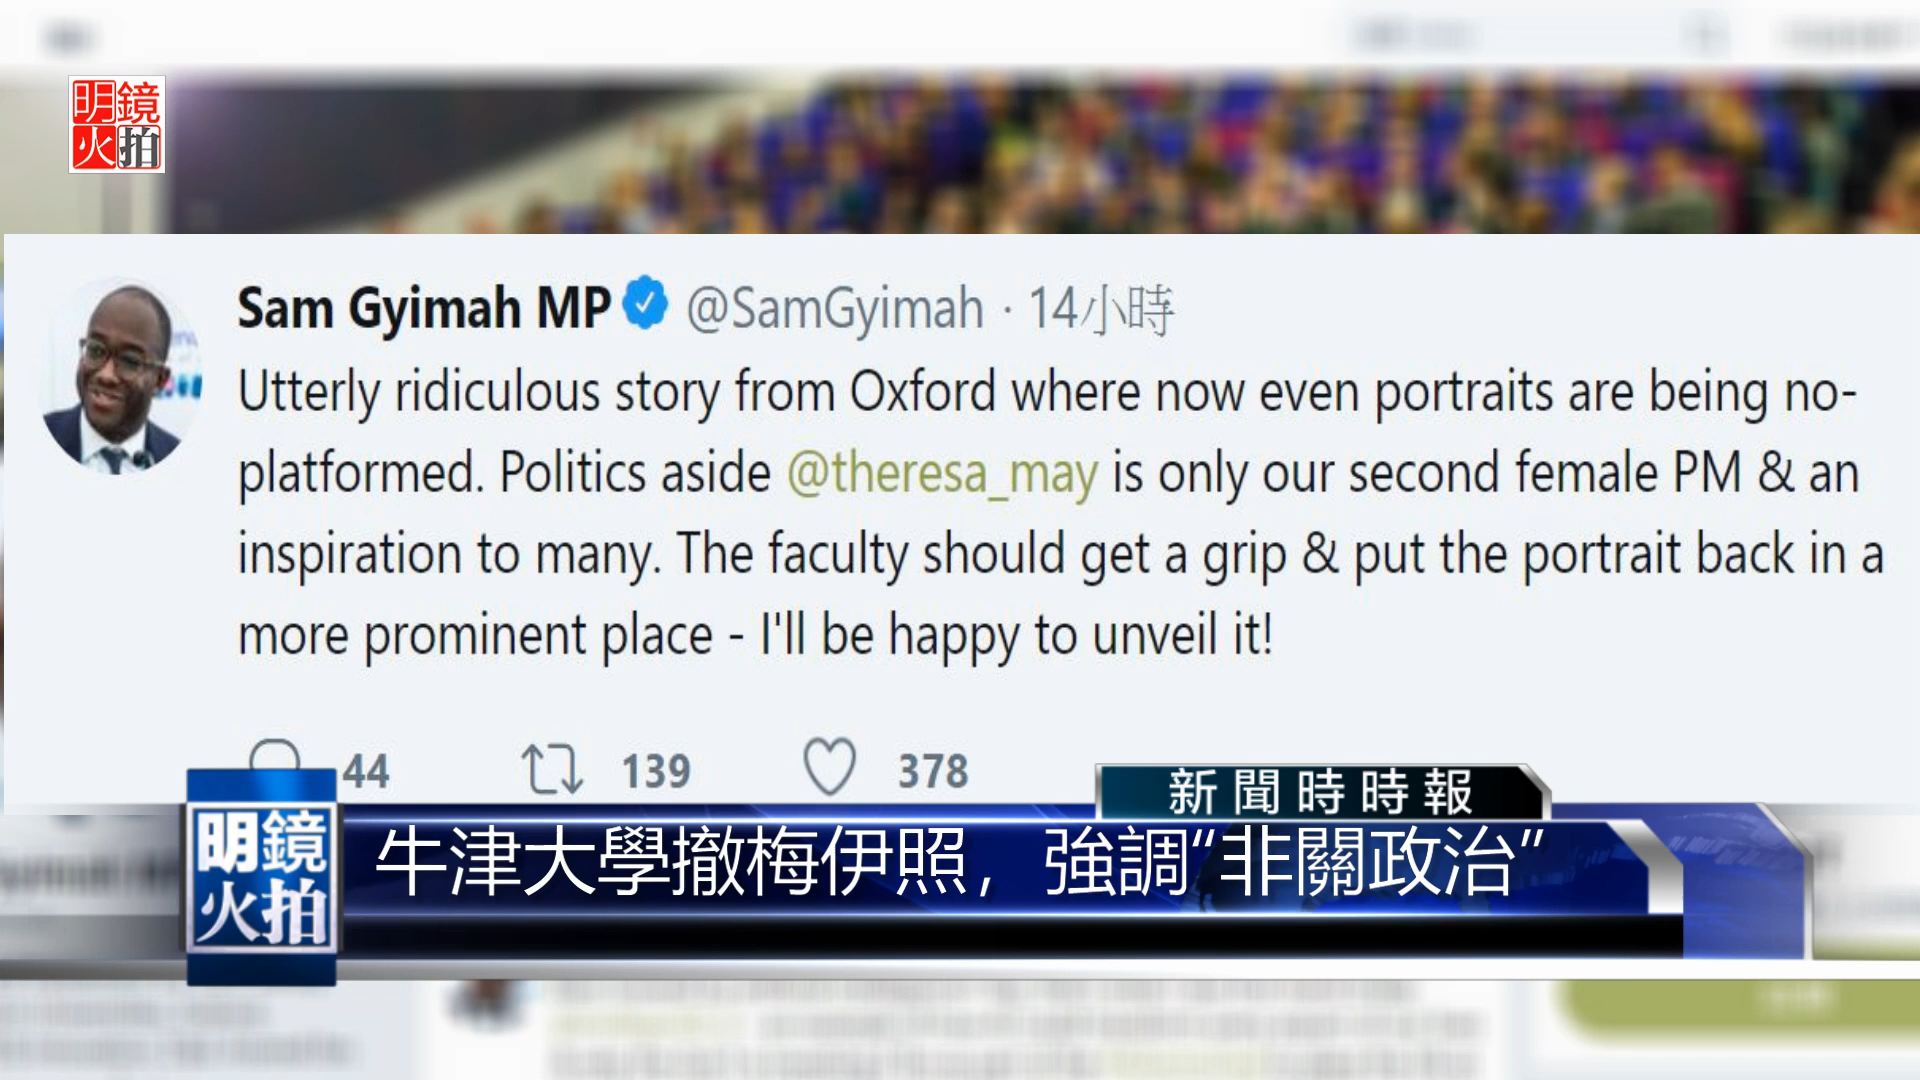 明鏡
火拍
Sam Gyimah MP @SamGyimah · 14小時
Utterly ridiculous story from Oxford where now even portraits are being no-
platformed. Politics aside @theresa_may is only our second female PM & an
inspiration to many. The faculty should get a grip & put the portrait back in a
more prominent place - I'll be happy to unveil it!
44 139 378
新聞時時報
明鏡
火拍
牛津大學撤梅伊照，強調“非關政治”